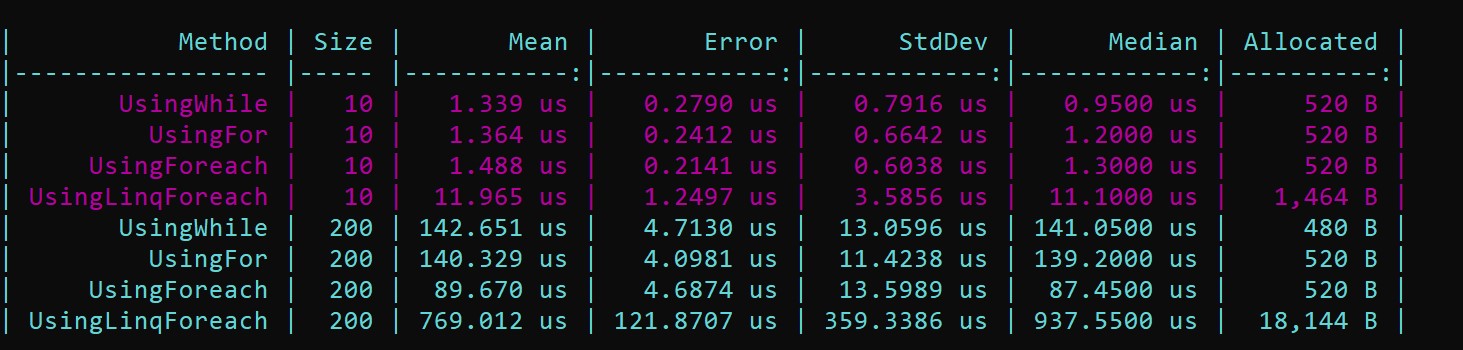 |           Method | Size |       Mean |       Error |      StdDev |      Median | Allocated |
|----------------- |----- |-----------:|------------:|------------:|------------:|----------:|
|       UsingWhile |   10 |   1.339 us |   0.2790 us |   0.7916 us |   0.9500 us |     520 B |
|         UsingFor |   10 |   1.364 us |   0.2412 us |   0.6642 us |   1.2000 us |     520 B |
|     UsingForeach |   10 |   1.488 us |   0.2141 us |   0.6038 us |   1.3000 us |     520 B |
| UsingLinqForeach |   10 |  11.965 us |   1.2497 us |   3.5856 us |  11.1000 us |   1,464 B |
|       UsingWhile |  200 | 142.651 us |   4.7130 us |  13.0596 us | 141.0500 us |     480 B |
|         UsingFor |  200 | 140.329 us |   4.0981 us |  11.4238 us | 139.2000 us |     520 B |
|     UsingForeach |  200 |  89.670 us |   4.6874 us |  13.5989 us |  87.4500 us |     520 B |
| UsingLinqForeach |  200 | 769.012 us | 121.8707 us | 359.3386 us | 937.5500 us |  18,144 B |